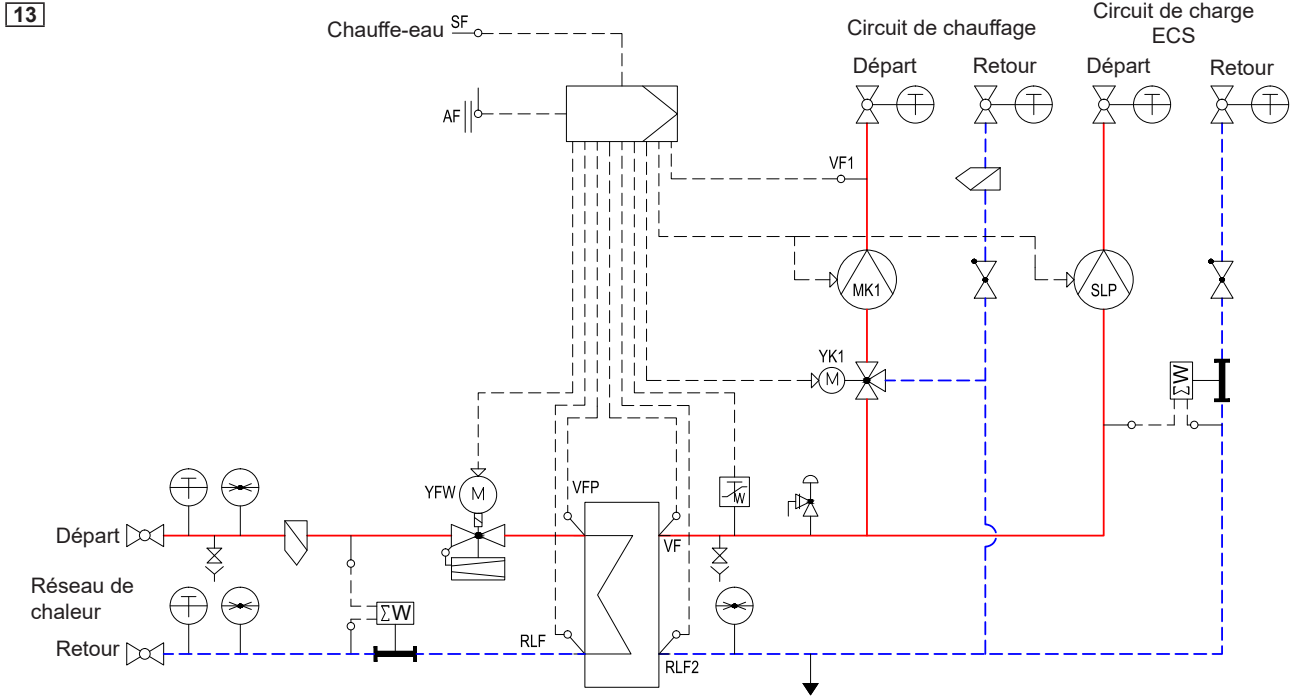 13
Chauffe-eau SF
AF
Circuit de chauffage
Circuit de charge
ECS
Départ
Retour
Départ
Retour
T
T
T
T
VF1
MK1
SLP
YK1
M
ΣW
YFW
M
VFP
W
T
Départ
VF
Réseau de
chaleur
T
ΣW
Retour
RLF
RLF2